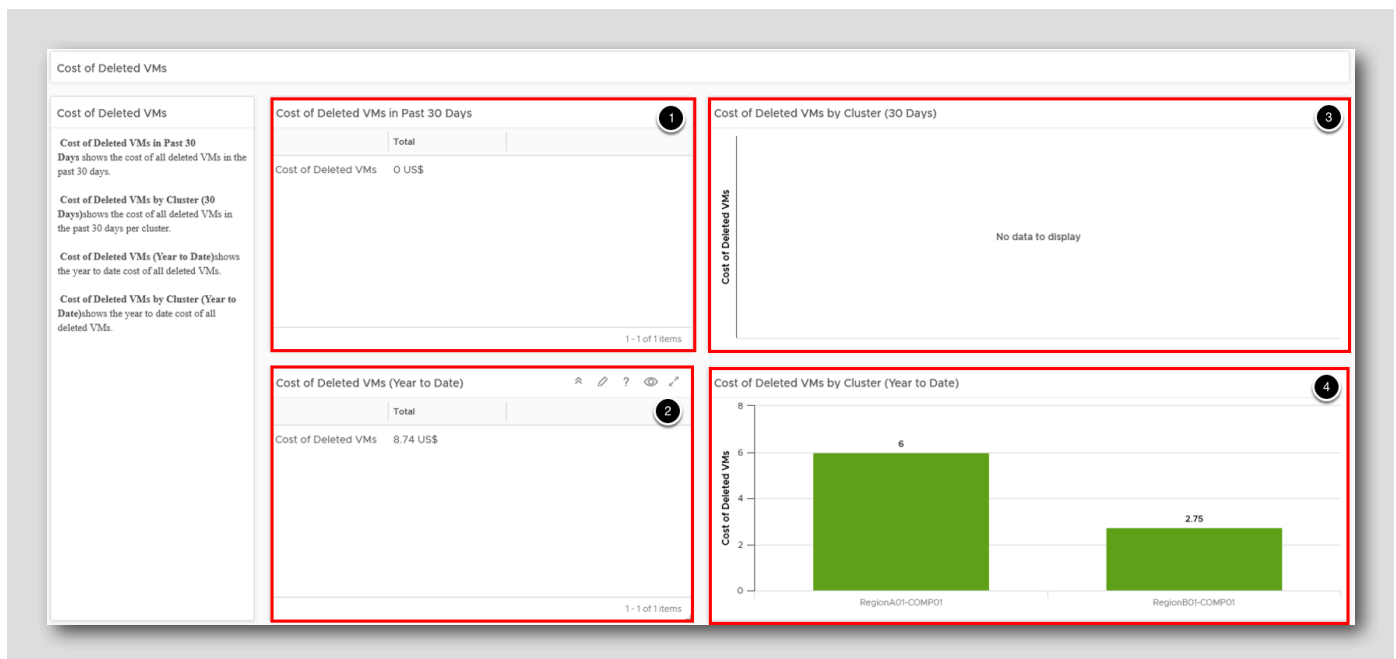 Cost of Deleted VMs
Cost of Deleted VMs
Cost of Deleted VMs in Past 30
Days shows the cost of all deleted VMs in the
past 30 days.
Cost of Deleted VMs by Cluster (30
Days)shows the cost of all deleted VMs in
the past 30 days per cluster.
Cost of Deleted VMs (Year to Date)shows
the year to date cost of all deleted VMs.
Cost of Deleted VMs by Cluster (Year to
Date)shows the year to date cost of all
deleted VMs.
Cost of Deleted VMs in Past 30 Days
1
Total
Cost of Deleted VMs 0 US$
1 - 1 of 1 items
Cost of Deleted VMs by Cluster (30 Days)
3
Cost of Deleted VMs
No data to display
Cost of Deleted VMs (Year to Date)
?
2
Total
Cost of Deleted VMs 8.74 US$
1 - 1 of 1 items
Cost of Deleted VMs by Cluster (Year to Date)
4
Cost of Deleted VMs
8
6
4
2
0
6
2.75
RegionA01-COMP01
RegionB01-COMP01